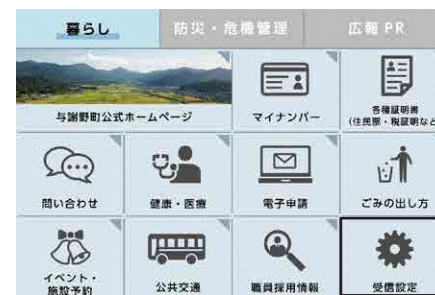 暮らし
防災・危機管理
広報 PR
与謝野町公式ホームページ
マイナンバー
各種証明書
(住民票・税証明など
問い合わせ
健康・医療
電子申請
ごみの出し方
イベント・
施設予約
公共交通
職員採用情報
受信設定